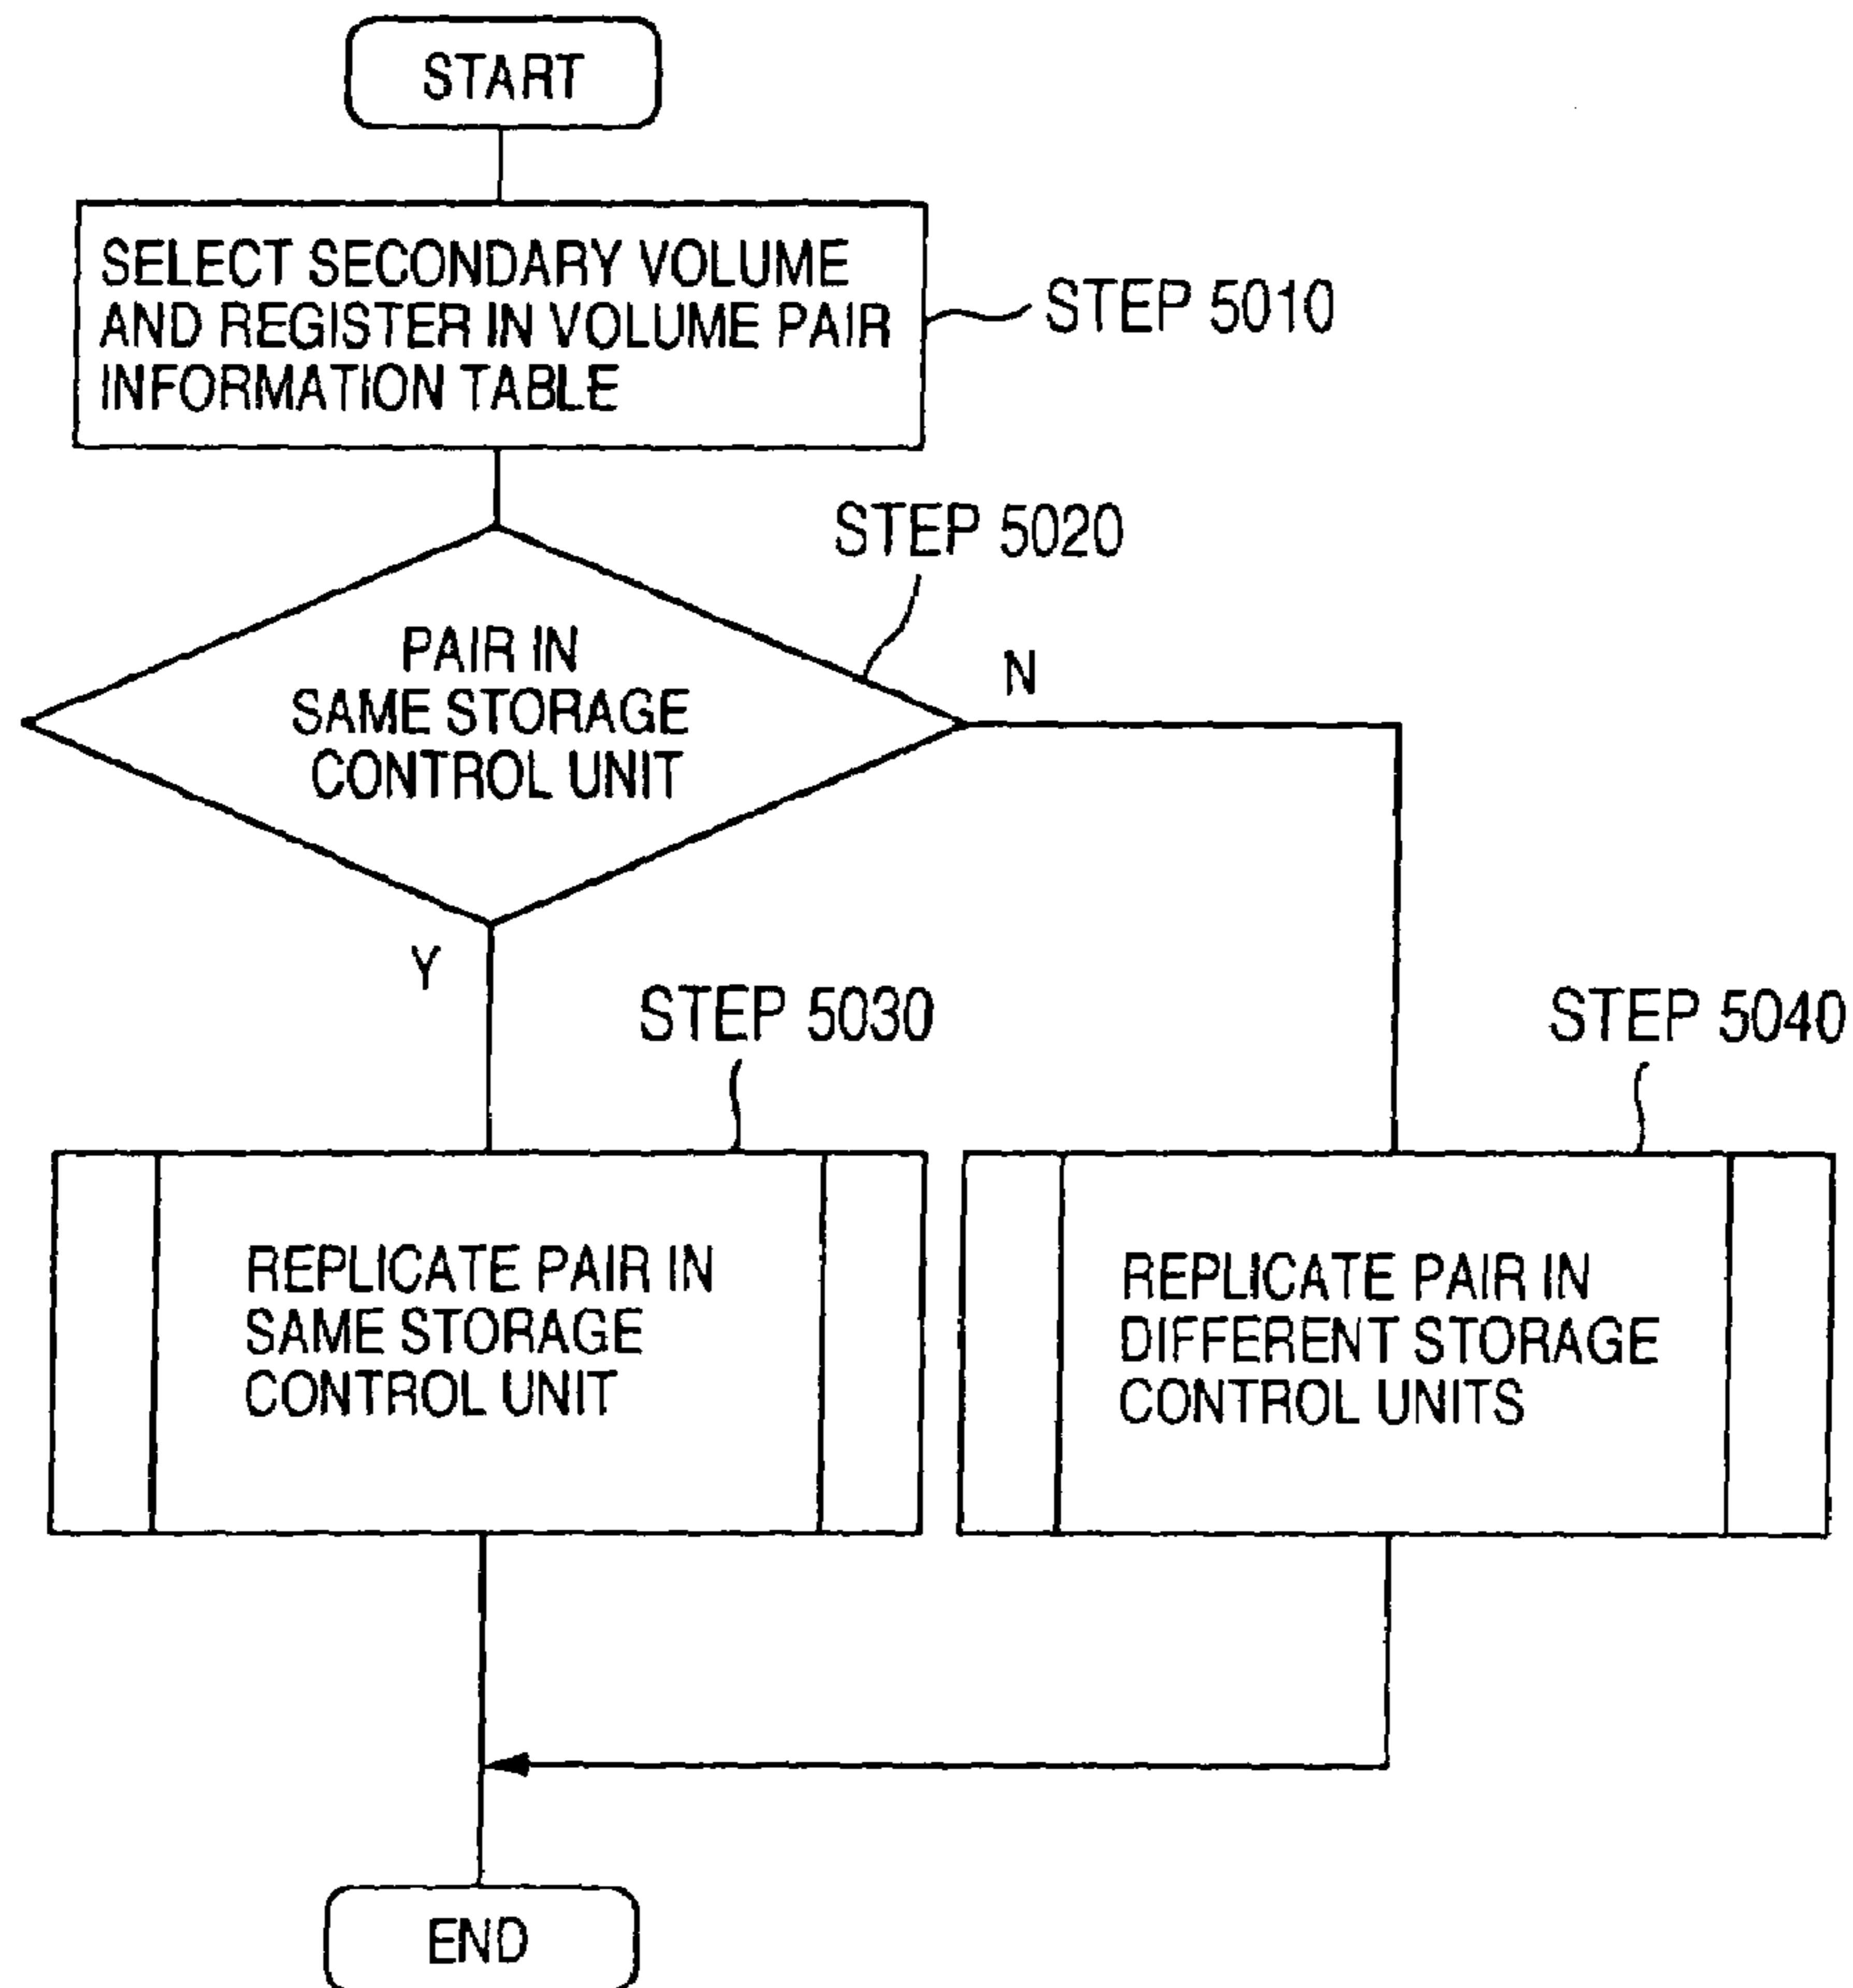 START
SELECT SECONDARY VOLUME
AND REGISTER IN VOLUME PAIR
INFORMATION TABLE
STEP 5010
STEP 5020
PAIR IN
SAME STORAGE
CONTROL UNIT
N
Y
STEP 5030
STEP 5040
REPLICATE PAIR IN
SAME STORAGE
CONTROL UNIT
REPLICATE PAIR IN
DIFFERENT STORAGE
CONTROL UNITS
END